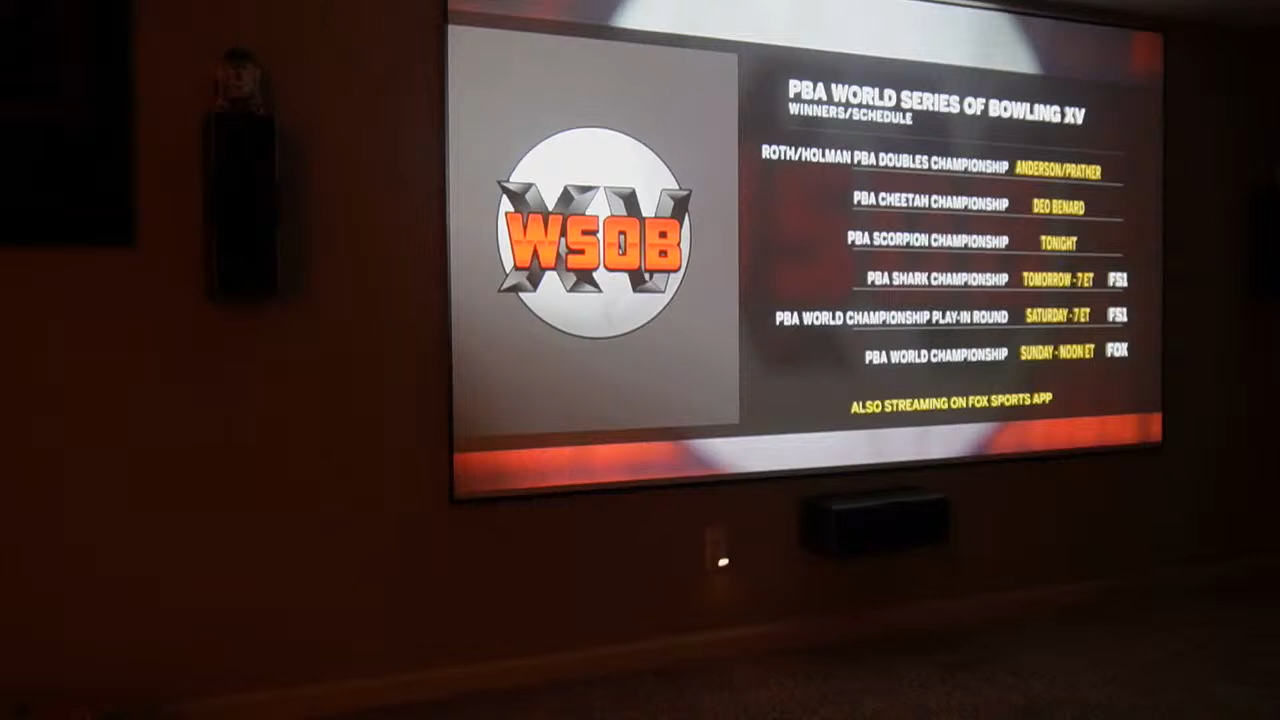 XV
WSOB
PBA WORLD SERIES OF BOWLING XV
WINNERS/SCHEDULE
ROTH/HOLMAN PBA DOUBLES CHAMPIONSHIP ANDERSON/PRATHER
PBA CHEETAH CHAMPIONSHIP DEO BENARD
PBA SCORPION CHAMPIONSHIP TONIGHT
PBA SHARK CHAMPIONSHIP TOMORROW - 7 ET FS1
PBA WORLD CHAMPIONSHIP PLAY-IN ROUND SATURDAY - 7 ET FS1
PBA WORLD CHAMPIONSHIP SUNDAY - NOON ET FOX
ALSO STREAMING ON FOX SPORTS APP